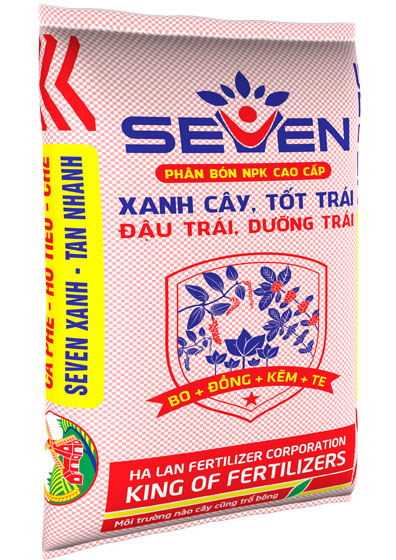 SEVEN
PHÂN BÓN NPK CAO CẤP
XANH CÂY, TỐT TRÁI
ĐẬU TRÁI, DƯỠNG TRÁI
BO + ĐỒNG + KẼM + TE
HA LAN FERTILIZER CORPORATION
KING OF FERTILIZERS
Môi trường nào cây cũng trổ bông
CÀ PHÊ - HỒ TIÊU - CHÈ
SEVEN XANH - TAN NHANH